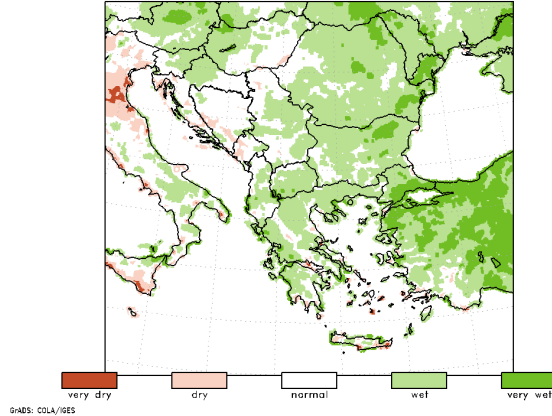 very dry
dry
normal
wet
very wet
GrADS: COLA/IGES